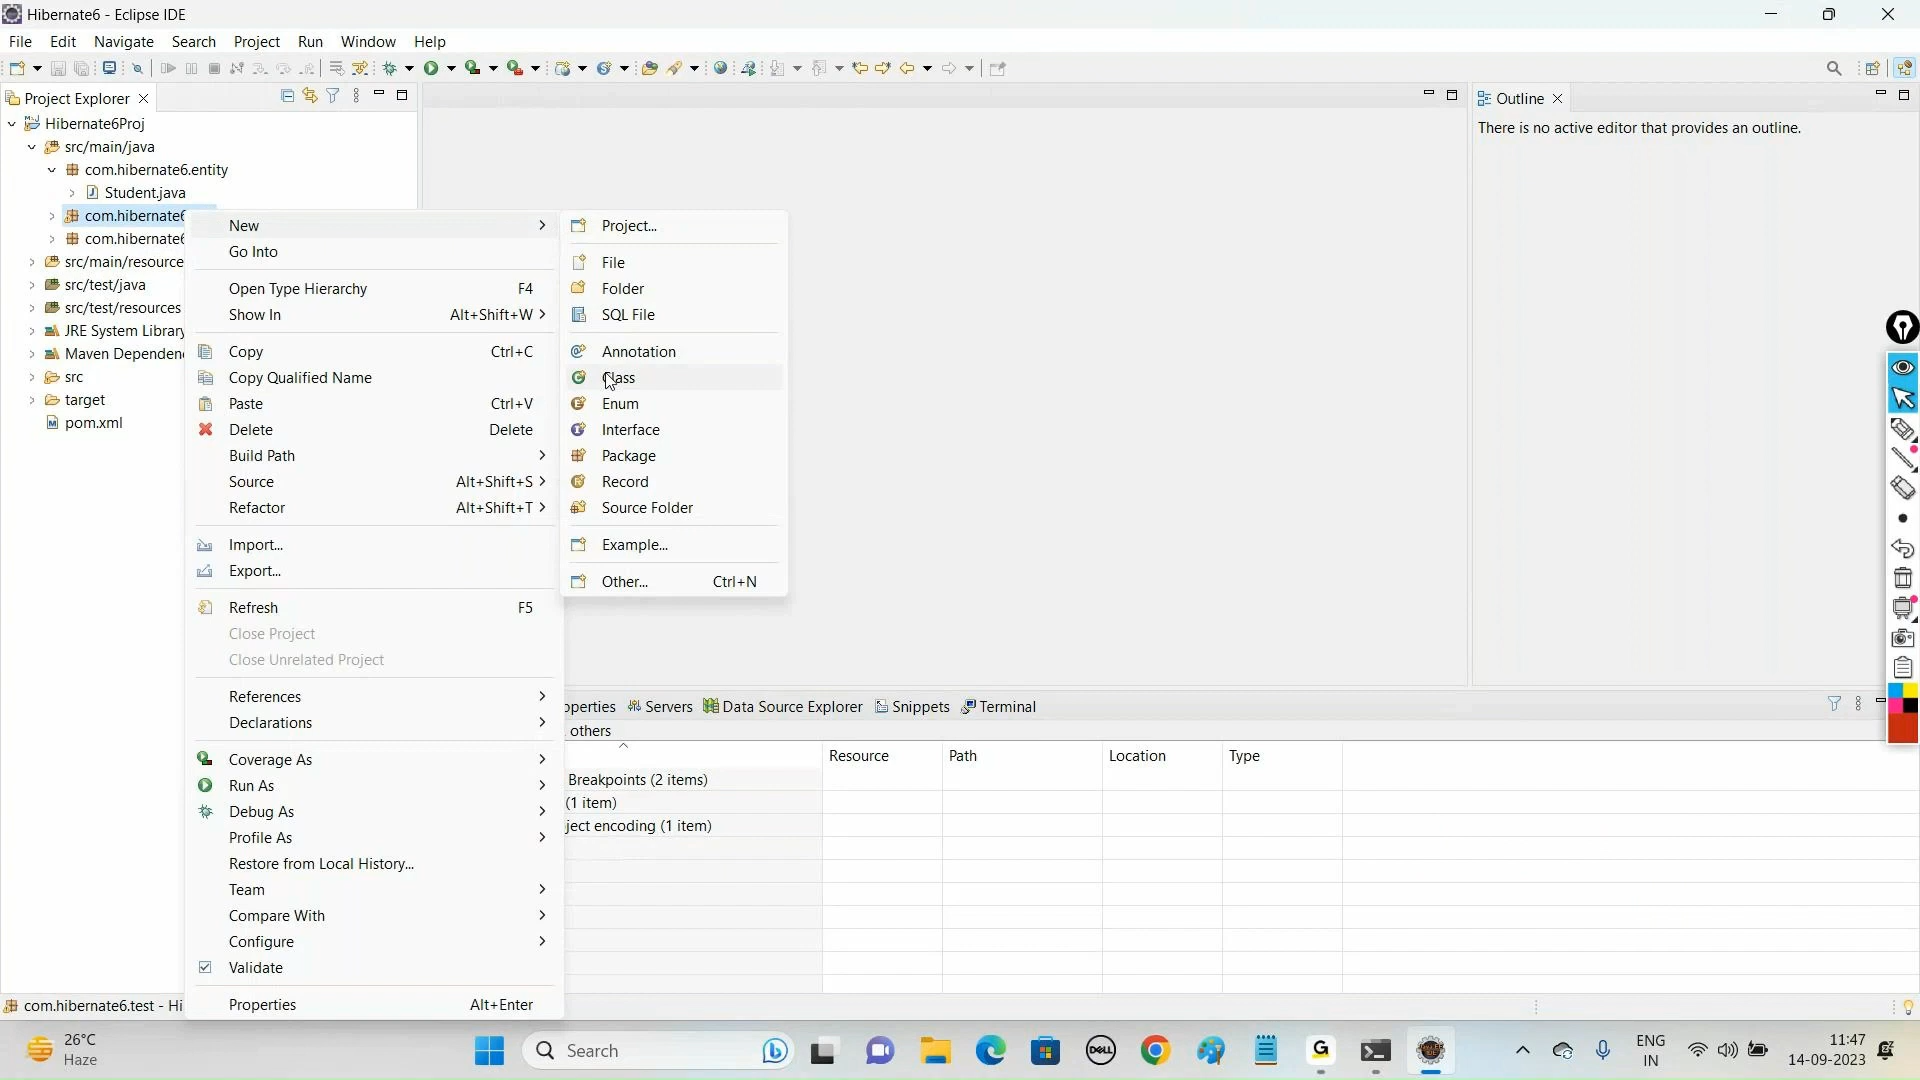 Hibernate6 - Eclipse IDE
File Edit Navigate Search Project Run Window Help
Project Explorer
Outline
Hibernate6Proj
There is no active editor that provides an outline.
src/main/java
com.hibernate6.entity
Student.java
com.hibernate6
com.hibernate6
src/main/resource
src/test/java
src/test/resources
JRE System Library
Maven Dependen
src
target
pom.xml
New
Go Into
Open Type Hierarchy F4
Show In Alt+Shift+W
Copy Ctrl+C
Copy Qualified Name
Paste Ctrl+V
Delete Delete
Build Path
Source Alt+Shift+S
Refactor Alt+Shift+T
Import...
Export...
Refresh F5
Close Project
Close Unrelated Project
References
Declarations
Coverage As
Run As
Debug As
Profile As
Restore from Local History...
Team
Compare With
Configure
Validate
Properties Alt+Enter
Project...
File
Folder
SQL File
Annotation
Class
Enum
Interface
Package
Record
Source Folder
Example...
Other... Ctrl+N
operties Servers Data Source Explorer Snippets Terminal
others
Resource Path Location Type
Breakpoints (2 items)
(1 item)
ject encoding (1 item)
com.hibernate6.test - Hi
26°C
Haze
Search
DELL
ENG
IN
11:47
14-09-2023